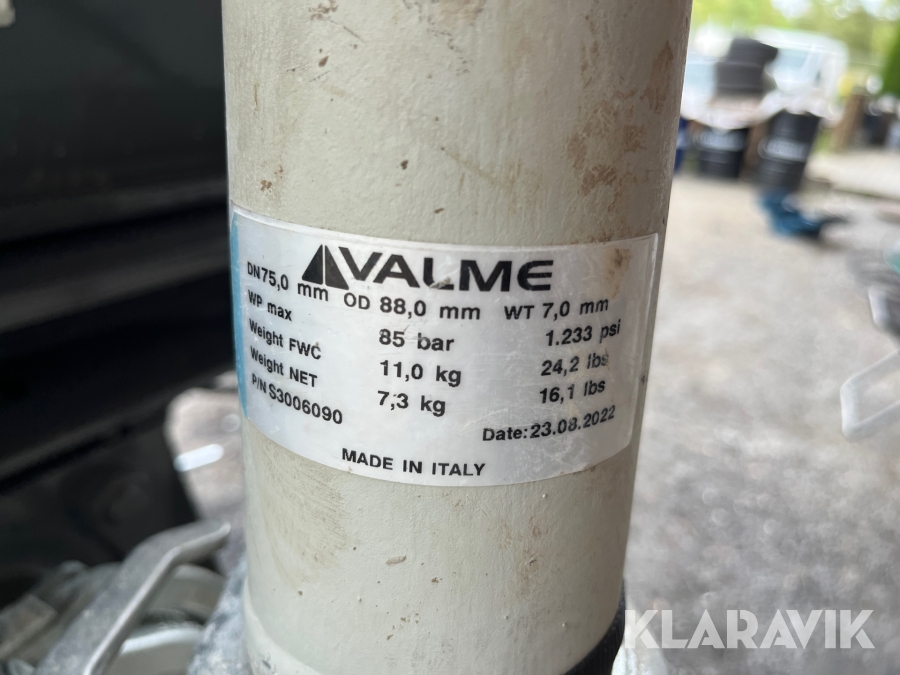 VALME
DN 75,0 mm OD 88,0 mm WT 7,0 mm
WP max 85 bar 1.233 psi
Weight FWC 11,0 kg 24,2 lbs
Weight NET 7,3 kg 16,1 lbs
P/N S3006090 Date: 23.08.2022
MADE IN ITALY
KLARAVIK